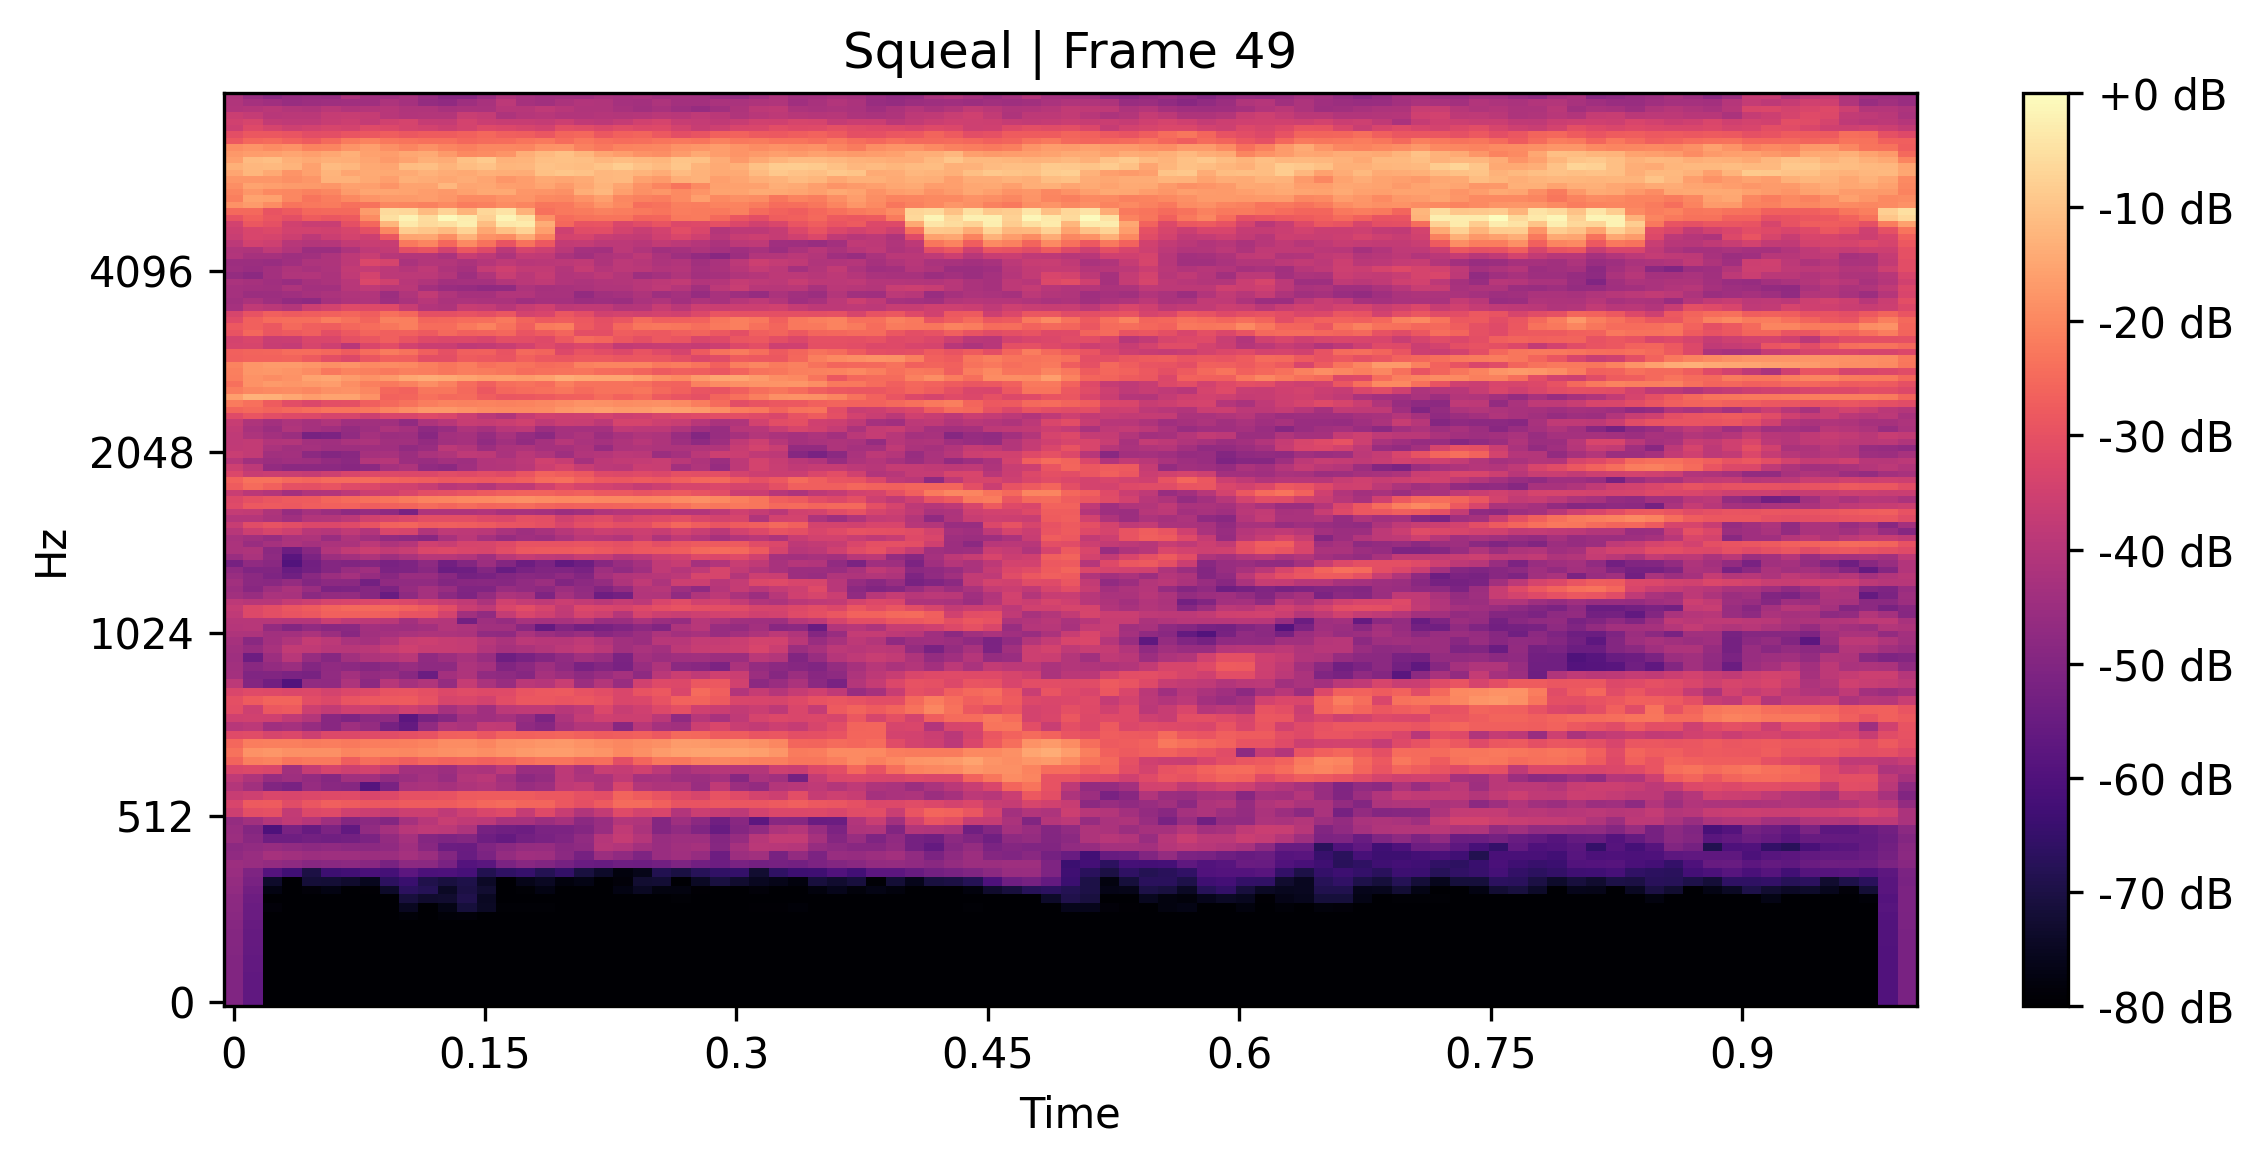 Squeal | Frame 49
+0 dB
-10 dB
-20 dB
-30 dB
-40 dB
-50 dB
-60 dB
-70 dB
-80 dB
4096
2048
1024
512
0
Hz
0 0.15 0.3 0.45 0.6 0.75 0.9
Time